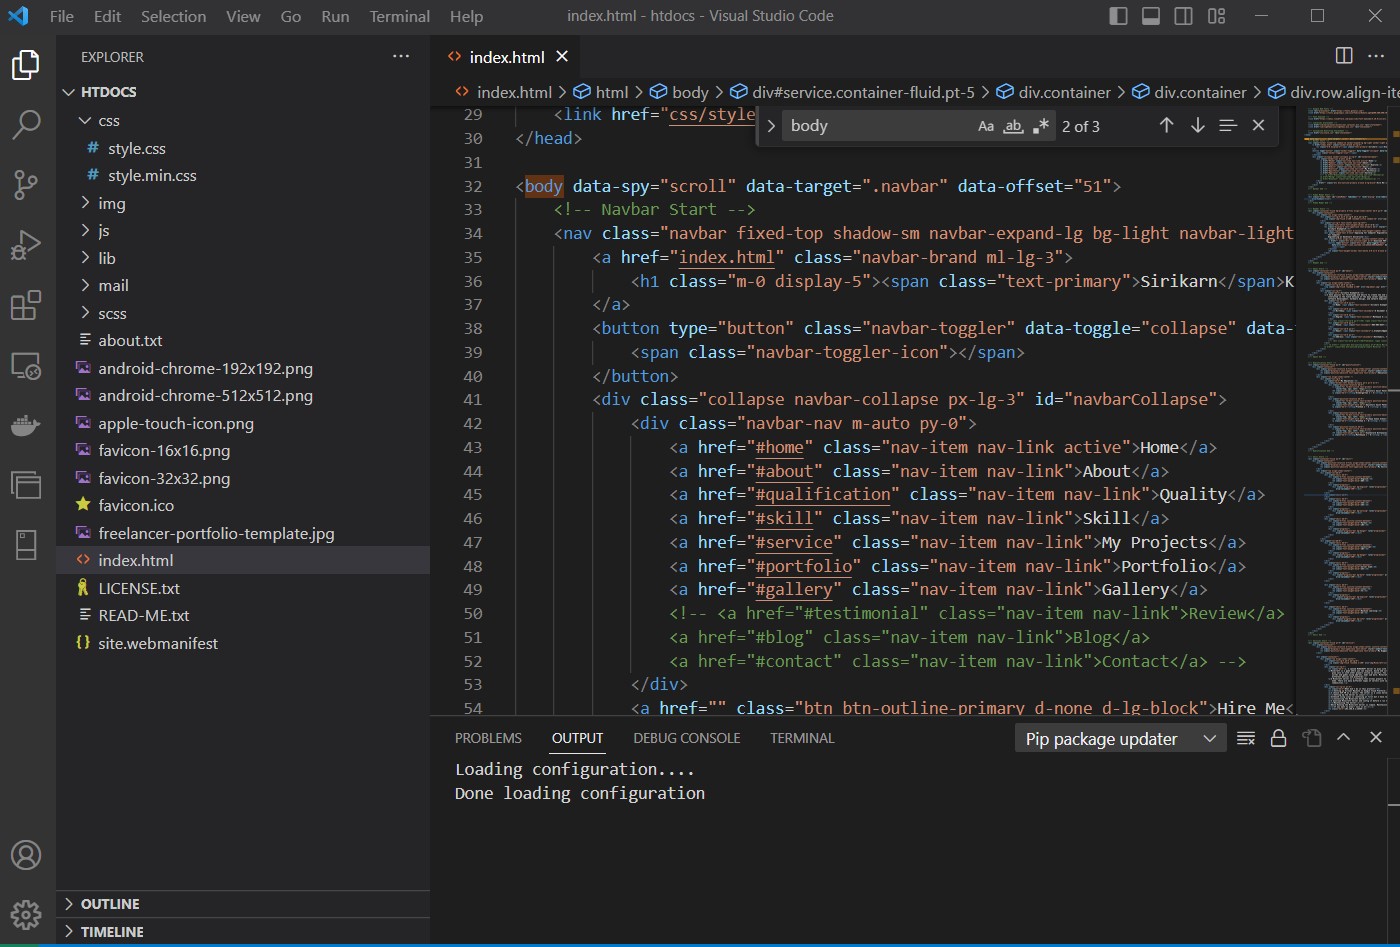 File Edit Selection View Go Run Terminal Help
index.html - htdocs - Visual Studio Code
EXPLORER
HTDOCS
css
style.css
style.min.css
img
js
lib
mail
scss
about.txt
android-chrome-192x192.png
android-chrome-512x512.png
apple-touch-icon.png
favicon-16x16.png
favicon-32x32.png
favicon.ico
freelancer-portfolio-template.jpg
index.html
LICENSE.txt
READ-ME.txt
site.webmanifest
OUTLINE
TIMELINE
index.html
index.html > html > body > div#service.container-fluid.pt-5 > div.container > div.container > div.row.align-ite
body
Aa ab .* 2 of 3
29 <link href="css/style
30 </head>
31
32 <body data-spy="scroll" data-target=".navbar" data-offset="51">
33 <!-- Navbar Start -->
34 <nav class="navbar fixed-top shadow-sm navbar-expand-lg bg-light navbar-light
35 <a href="index.html" class="navbar-brand ml-lg-3">
36 <h1 class="m-0 display-5"><span class="text-primary">Sirikarn</span>K
37 </a>
38 <button type="button" class="navbar-toggler" data-toggle="collapse" data-
39 <span class="navbar-toggler-icon"></span>
40 </button>
41 <div class="collapse navbar-collapse px-lg-3" id="navbarCollapse">
42 <div class="navbar-nav m-auto py-0">
43 <a href="#home" class="nav-item nav-link active">Home</a>
44 <a href="#about" class="nav-item nav-link">About</a>
45 <a href="#qualification" class="nav-item nav-link">Quality</a>
46 <a href="#skill" class="nav-item nav-link">Skill</a>
47 <a href="#service" class="nav-item nav-link">My Projects</a>
48 <a href="#portfolio" class="nav-item nav-link">Portfolio</a>
49 <a href="#gallery" class="nav-item nav-link">Gallery</a>
50 <!-- <a href="#testimonial" class="nav-item nav-link">Review</a>
51 <a href="#blog" class="nav-item nav-link">Blog</a>
52 <a href="#contact" class="nav-item nav-link">Contact</a> -->
53 </div>
54 <a href="" class="btn btn-outline-primary d-none d-lg-block">Hire Me<
PROBLEMS OUTPUT DEBUG CONSOLE TERMINAL
Pip package updater
Loading configuration....
Done loading configuration